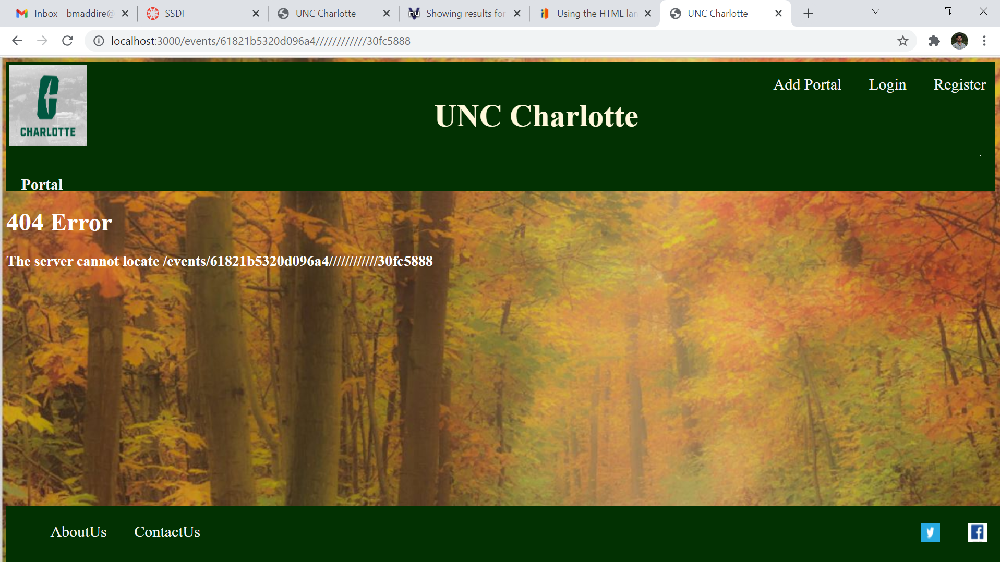 Inbox - bmaddire@
SSDI
UNC Charlotte
Showing results for
Using the HTML lan
UNC Charlotte
localhost:3000/events/61821b5320d096a4////////////30fc5888
CHARLOTTE
Add Portal Login Register
UNC Charlotte
Portal
404 Error
The server cannot locate /events/61821b5320d096a4////////////30fc5888
AboutUs ContactUs